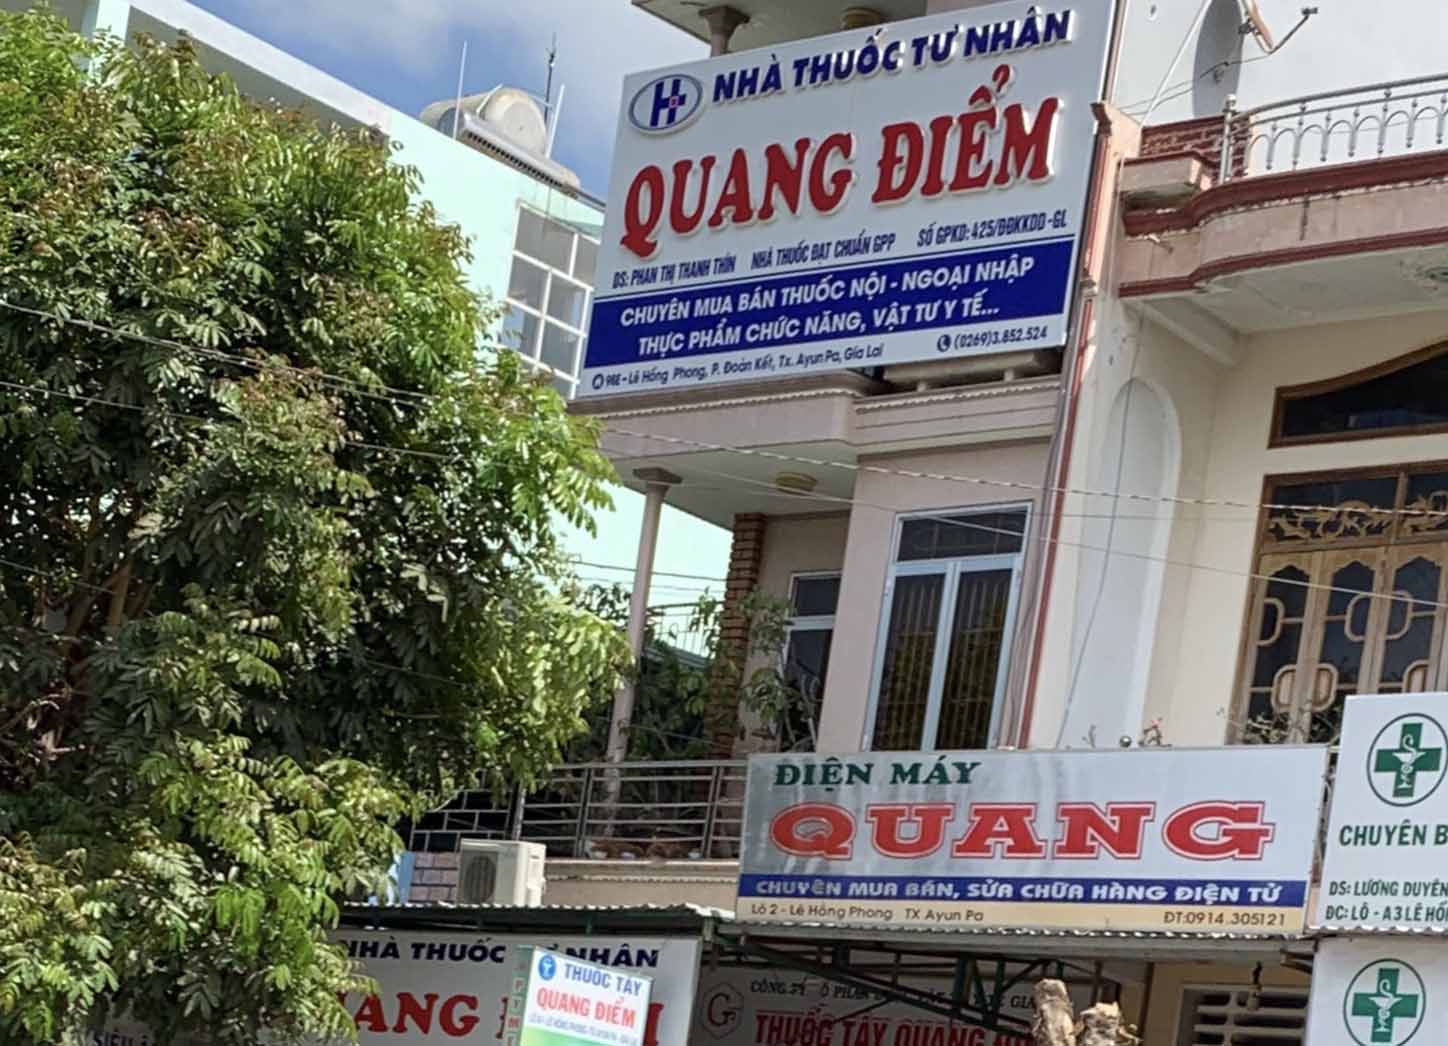 NHÀ THUỐC TƯ NHÂN
QUANG ĐIỂM
DS: PHAN THỊ THANH THÌN NHÀ THUỐC ĐẠT CHUẨN GPP SỐ GPKD: 425/ĐĐKKDD-GL
CHUYÊN MUA BÁN THUỐC NỘI - NGOẠI NHẬP
THỰC PHẨM CHỨC NĂNG, VẬT TƯ Y TẾ...
98E - Lê Hồng Phong, P. Đoàn Kết, Tx. Ayun Pa, Gia Lai (0269)3.852.524
ĐIỆN MÁY
QUANG
CHUYÊN MUA BÁN, SỬA CHỮA HÀNG ĐIỆN TỬ
Lô 2 - Lê Hồng Phong TX Ayun Pa ĐT:0914.305121
CHUYÊN B
DS: LƯƠNG DUYÊN
ĐC: LÔ - A3 LÊ HỒ
NHÀ THUỐC TƯ NHÂN
ANG
THUỐC TÂY
QUANG ĐIỂM
THUỐC TÂY QUANG